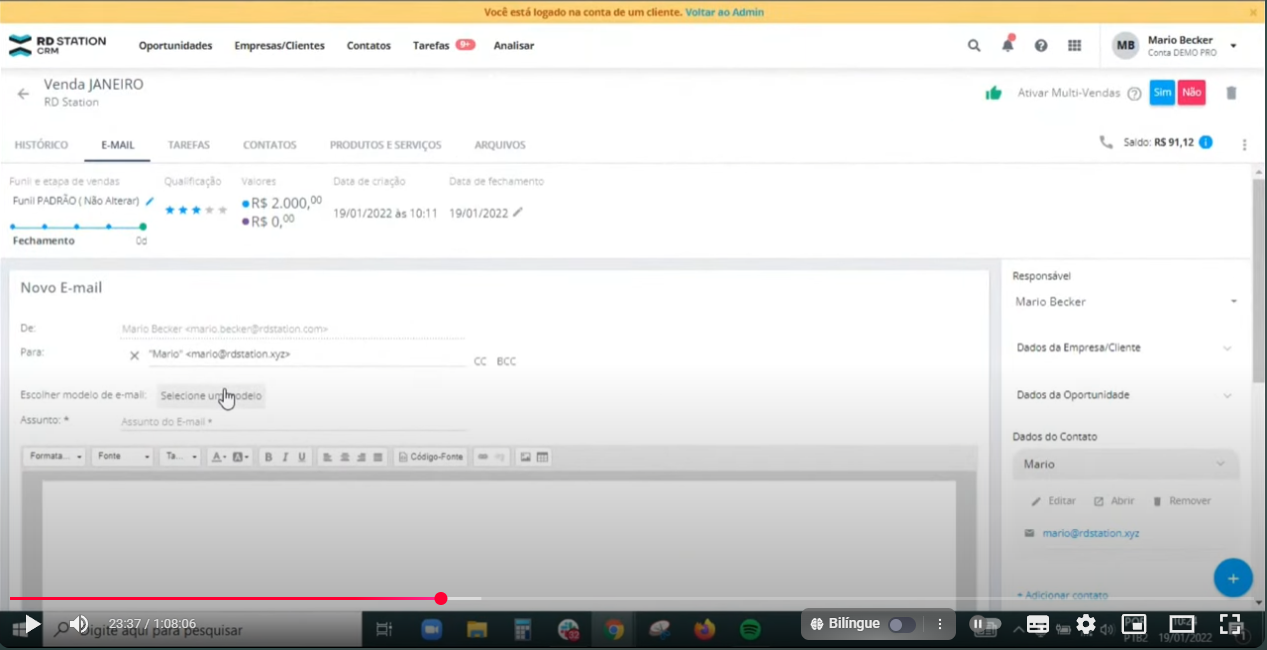 Você está logado na conta de um cliente. Voltar ao Admin
RD STATION
CRM
Oportunidades Empresas/Clientes Contatos Tarefas 9+ Analisar
MB
Mario Becker
Conta DEMO PRO
Venda JANEIRO
RD Station
Ativar Multi-Vendas Sim Não
HISTÓRICO E-MAIL TAREFAS CONTATOS PRODUTOS E SERVIÇOS ARQUIVOS
Saldo: R$ 91,12
Funil e etapa de vendas Qualificação Valores Data de criação Data de fechamento
Funil PADRÃO ( Não Alterar)
R$ 2.000,00
R$ 0,00
19/01/2022 às 10:11 19/01/2022
Fechamento 0d
Novo E-mail
De: Mario Becker <mario.becker@rdstation.com>
Para: "Mario" <mario@rdstation.xyz>
CC BCC
Escolher modelo de e-mail: Selecione um modelo
Assunto: * Assunto do E-mail *
Formata... Fonte Ta... A A B I U Código-Fonte
Responsável
Mario Becker
Dados da Empresa/Cliente
Dados da Oportunidade
Dados do Contato
Mario
Editar Abrir Remover
mario@rdstation.xyz
+ Adicionar contato
23:37 / 1:08:06
Digite aqui para pesquisar
Bilíngue
PTB2 19/01/2022